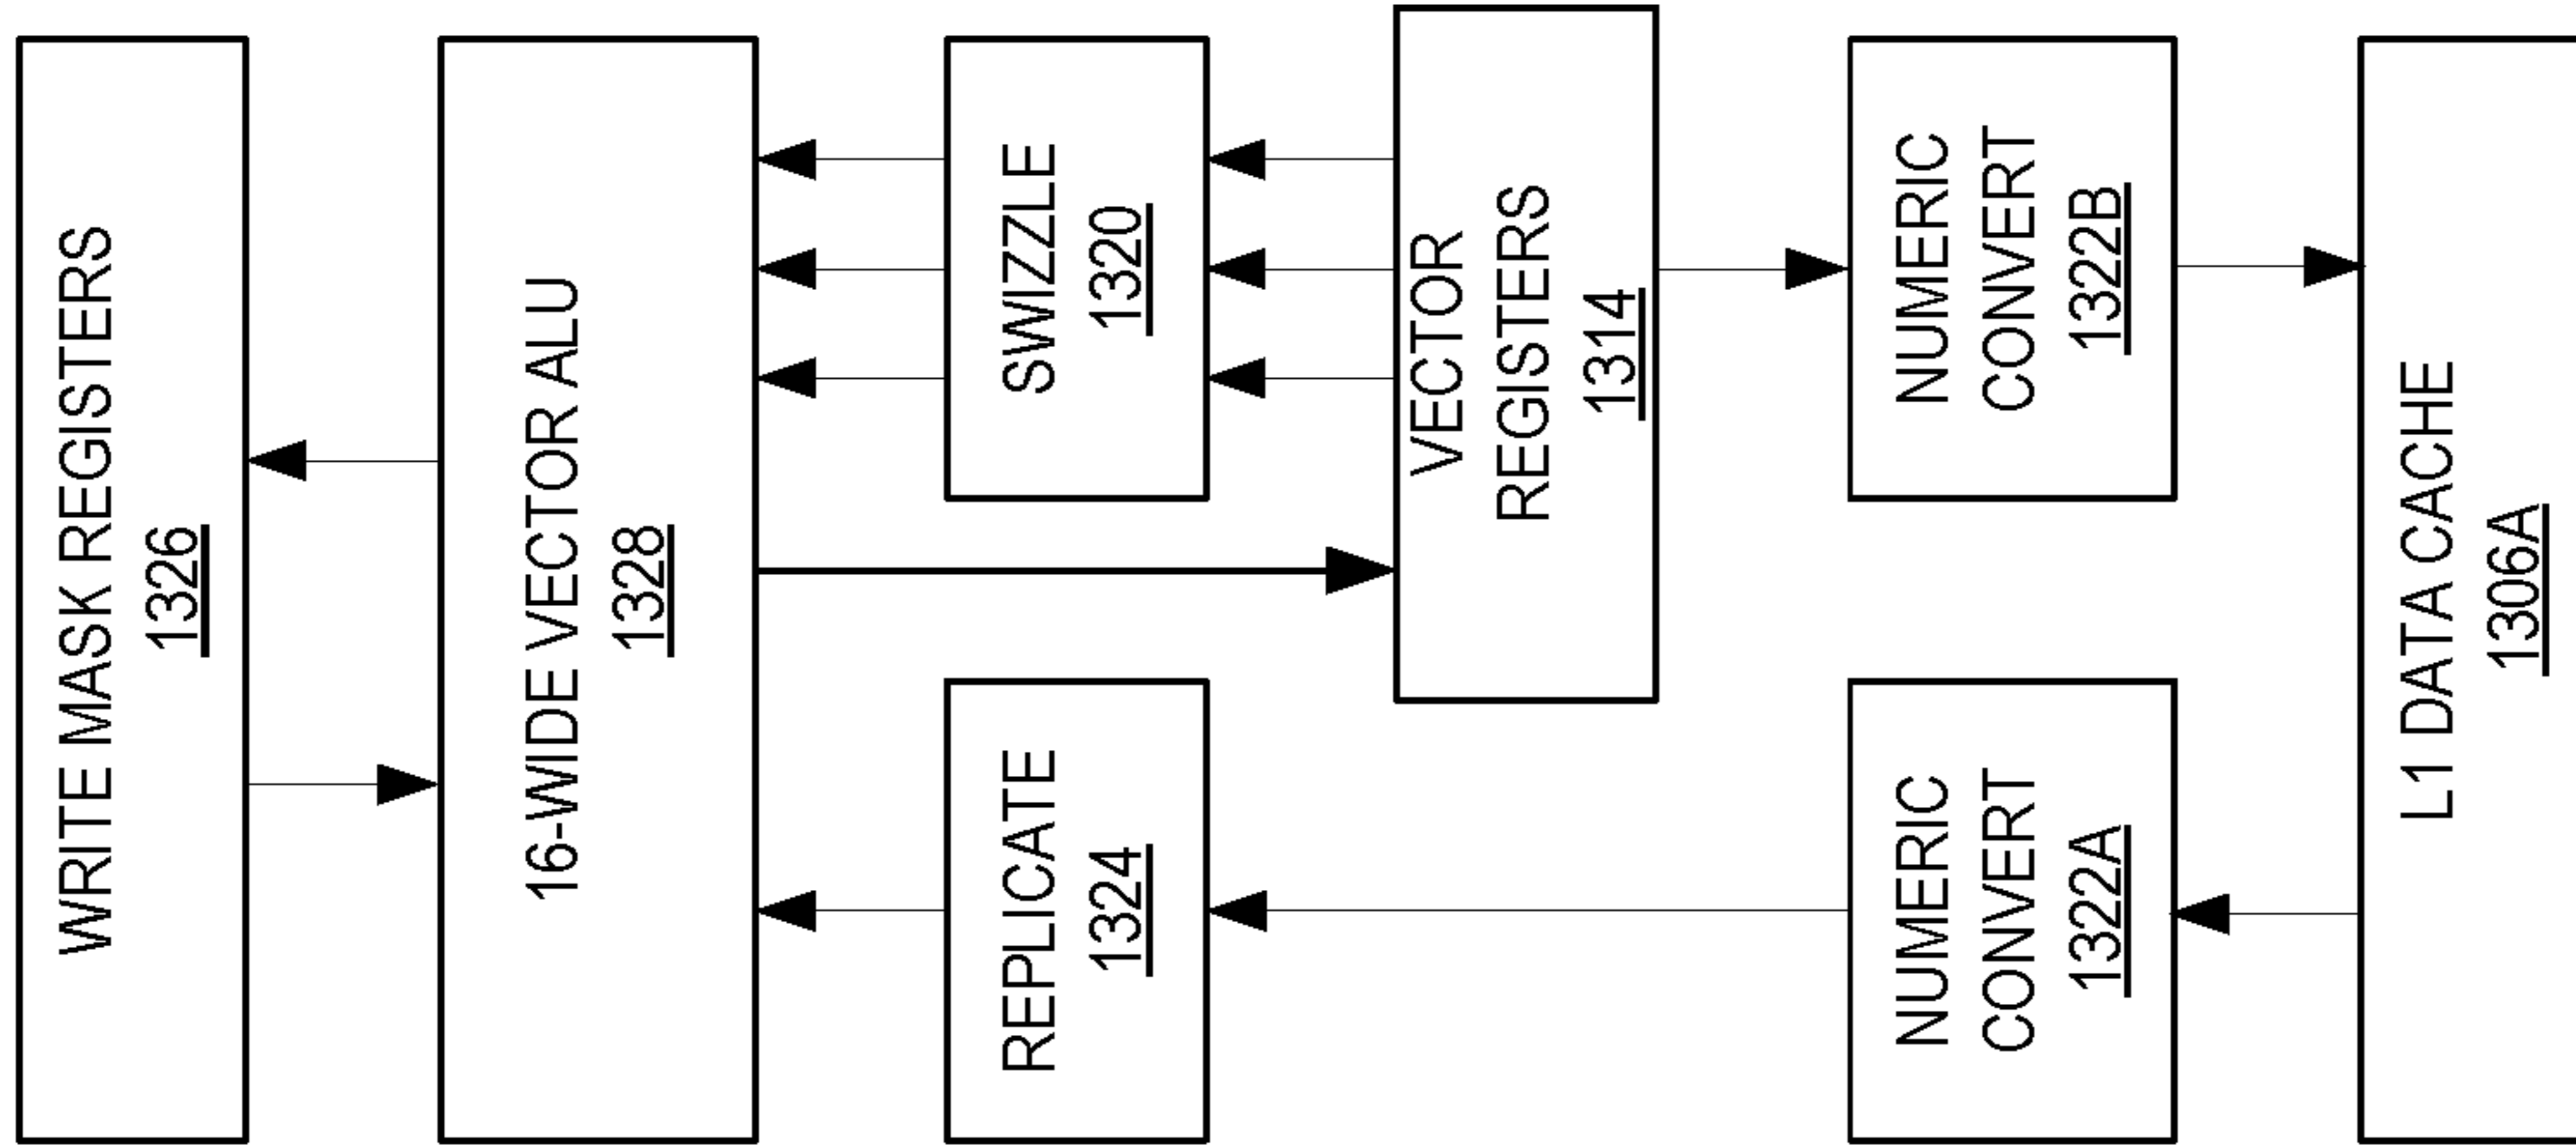 WRITE MASK REGISTERS
1326
16-WIDE VECTOR ALU
1328
REPLICATE
1324
SWIZZLE
1320
VECTOR
REGISTERS
1314
NUMERIC
CONVERT
1322A
NUMERIC
CONVERT
1322B
L1 DATA CACHE
1306A